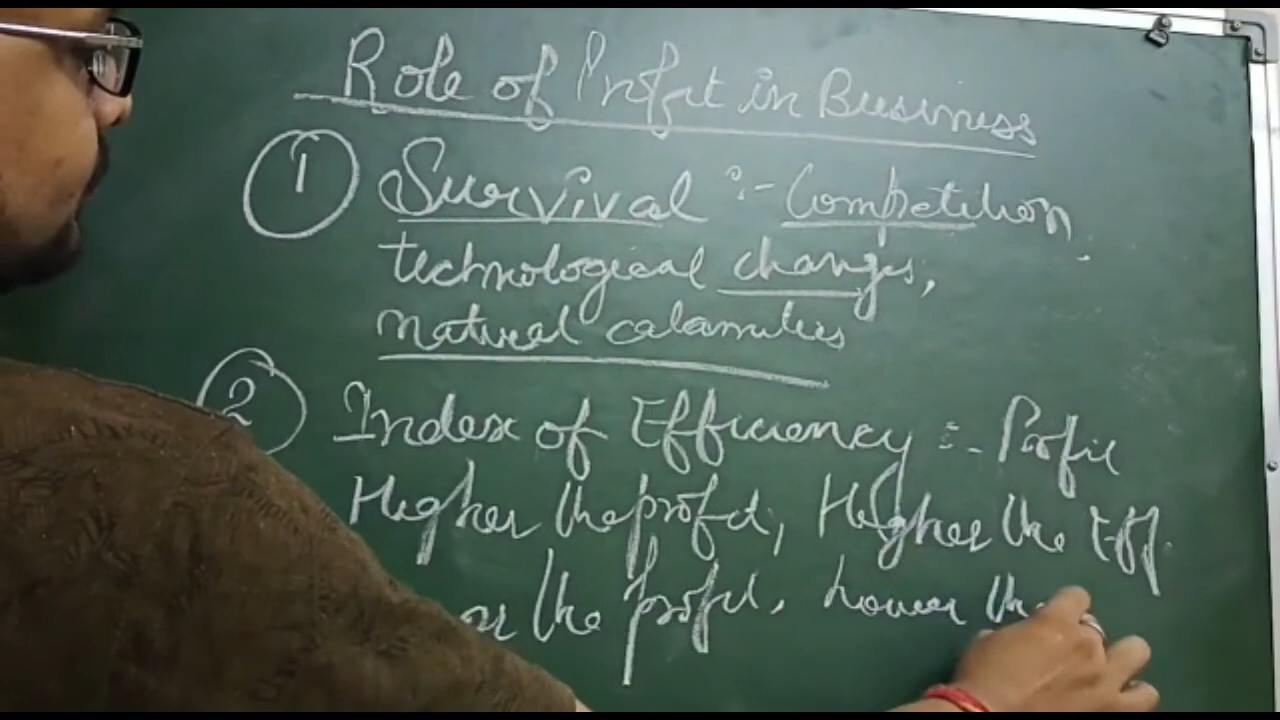 Role of Profit in Business
1 Survival :- Competition,
technological changes,
natural calamities
2 Index of Efficiency :- Profit
Higher the profit, Higher the Eff.
the profit, Lower the